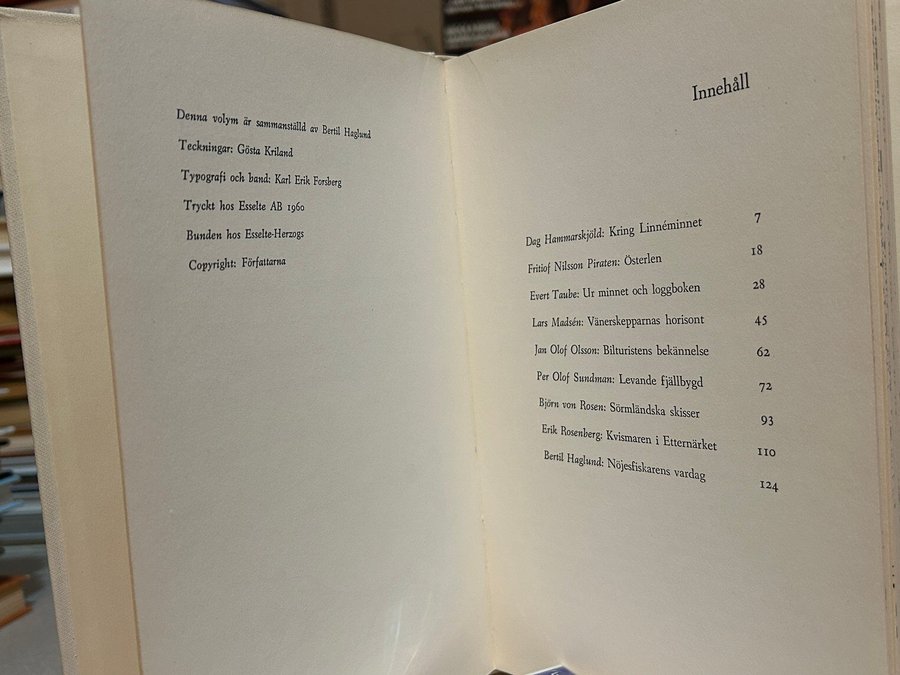 Denna volym är sammanställd av Bertil Haglund
Teckningar: Gösta Kriland
Typografi och band: Karl Erik Forsberg
Tryckt hos Esselte AB 1960
Bunden hos Esselte-Herzogs
Copyright: Författarna
Innehåll
Dag Hammarskjöld: Kring Linnéminnet 7
Fritiof Nilsson Piraten: Österlen 18
Evert Taube: Ur minnet och loggboken 28
Lars Madsén: Vänerskepparnas horisont 45
Jan Olof Olsson: Bilturistens bekännelse 62
Per Olof Sundman: Levande fjällbygd 72
Björn von Rosen: Sörmländska skisser 93
Erik Rosenberg: Kvismaren i Etternärket 110
Bertil Haglund: Nöjesfiskarens vardag 124